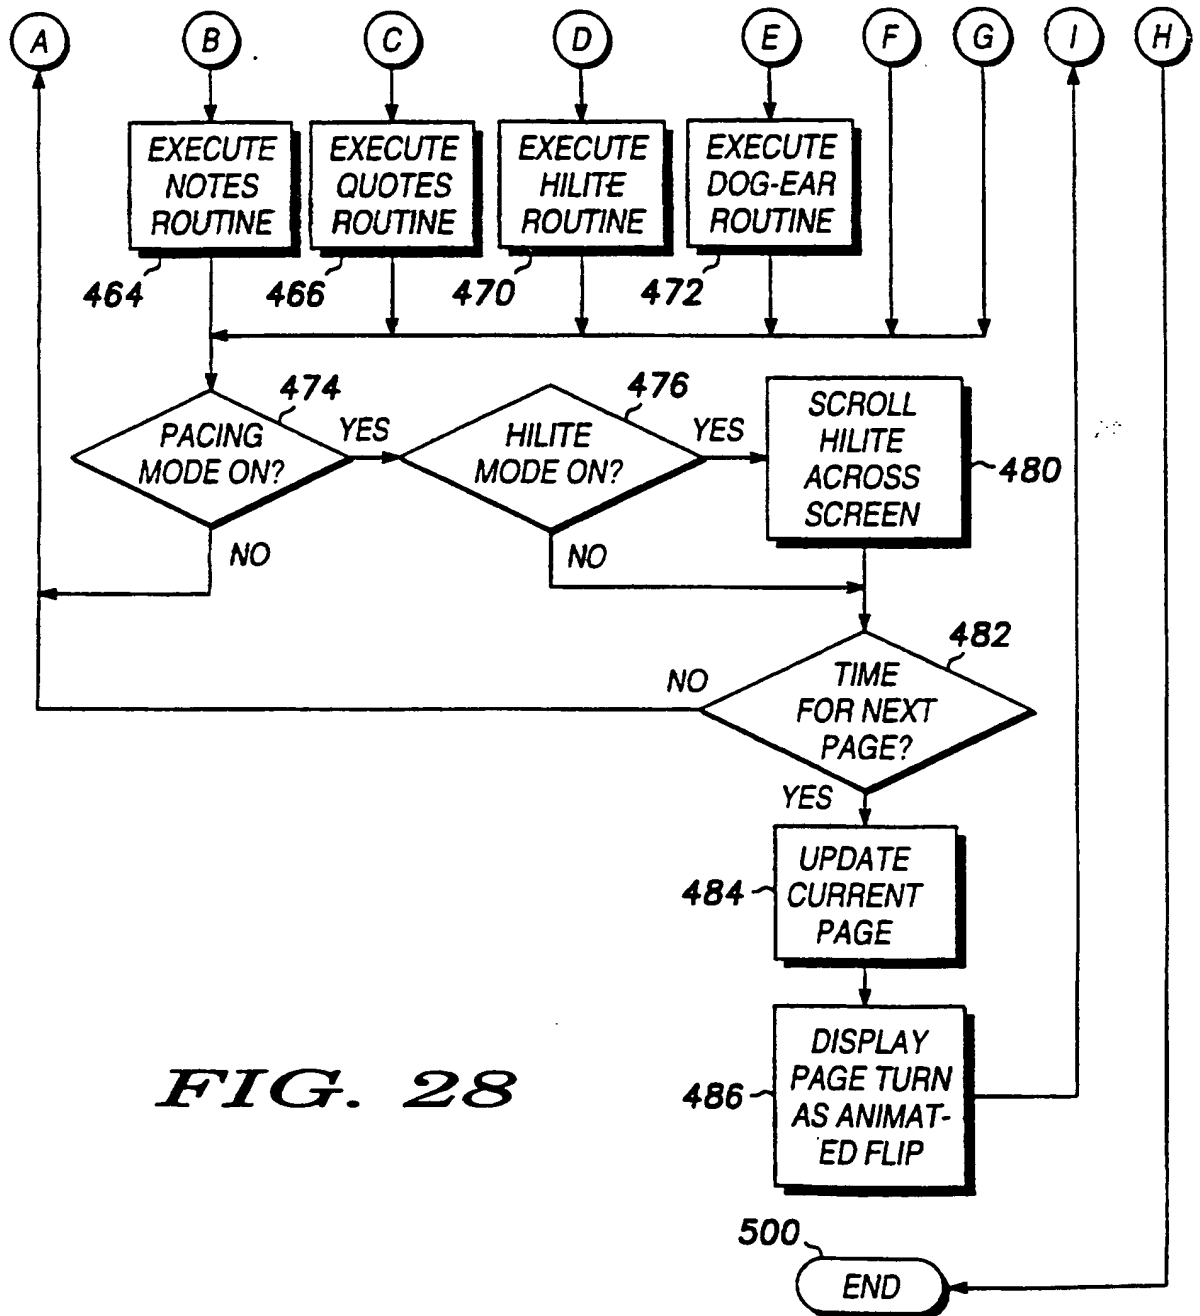 A B C D E F G I H
EXECUTE
NOTES
ROUTINE
464
EXECUTE
QUOTES
ROUTINE
466
EXECUTE
HILITE
ROUTINE
470
EXECUTE
DOG-EAR
ROUTINE
472
PACING
MODE ON?
474
YES
NO
HILITE
MODE ON?
476
YES
NO
SCROLL
HILITE
ACROSS
SCREEN
480
TIME
FOR NEXT
PAGE?
482
NO
YES
UPDATE
CURRENT
PAGE
484
DISPLAY
PAGE TURN
AS ANIMAT-
ED FLIP
486
FIG. 28
500
END